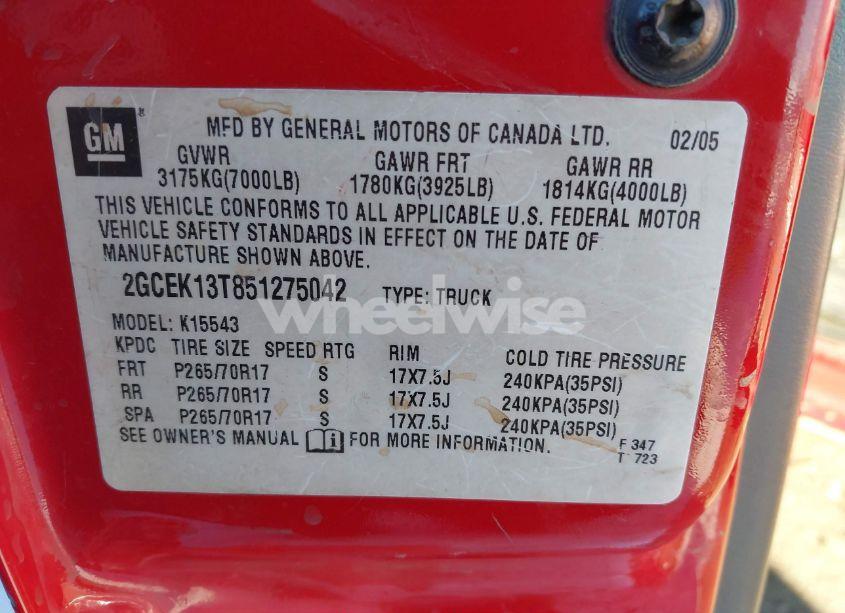 GM ®
MFD BY GENERAL MOTORS OF CANADA LTD. 02/05
GVWR GAWR FRT GAWR RR
3175KG(7000LB) 1780KG(3925LB) 1814KG(4000LB)
THIS VEHICLE CONFORMS TO ALL APPLICABLE U.S. FEDERAL MOTOR
VEHICLE SAFETY STANDARDS IN EFFECT ON THE DATE OF
MANUFACTURE SHOWN ABOVE.
2GCEK13T851275042 TYPE: TRUCK
wheelwise
MODEL: K15543
KPDC TIRE SIZE SPEED RTG RIM COLD TIRE PRESSURE
FRT P265/70R17 S 17X7.5J 240KPA(35PSI)
RR P265/70R17 S 17X7.5J 240KPA(35PSI)
SPA P265/70R17 S 17X7.5J 240KPA(35PSI)
SEE OWNER'S MANUAL FOR MORE INFORMATION.
F 347
T 723